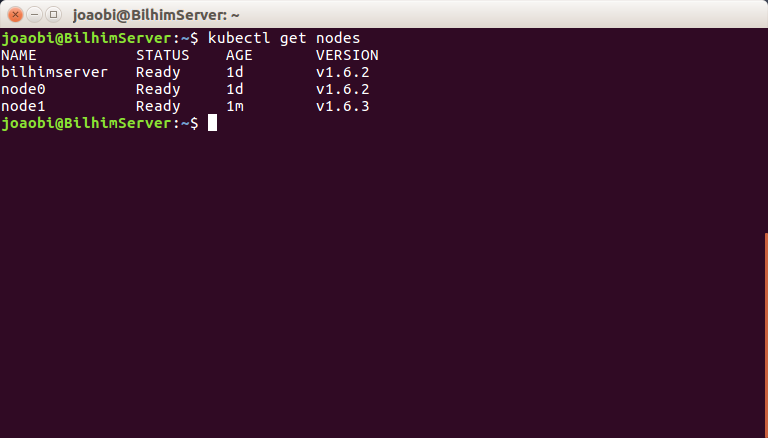 joaobi@BilhimServer: ~
joaobi@BilhimServer:~$ kubectl get nodes
NAME           STATUS    AGE       VERSION
bilhimserver   Ready     1d        v1.6.2
node0          Ready     1d        v1.6.2
node1          Ready     1m        v1.6.3
joaobi@BilhimServer:~$